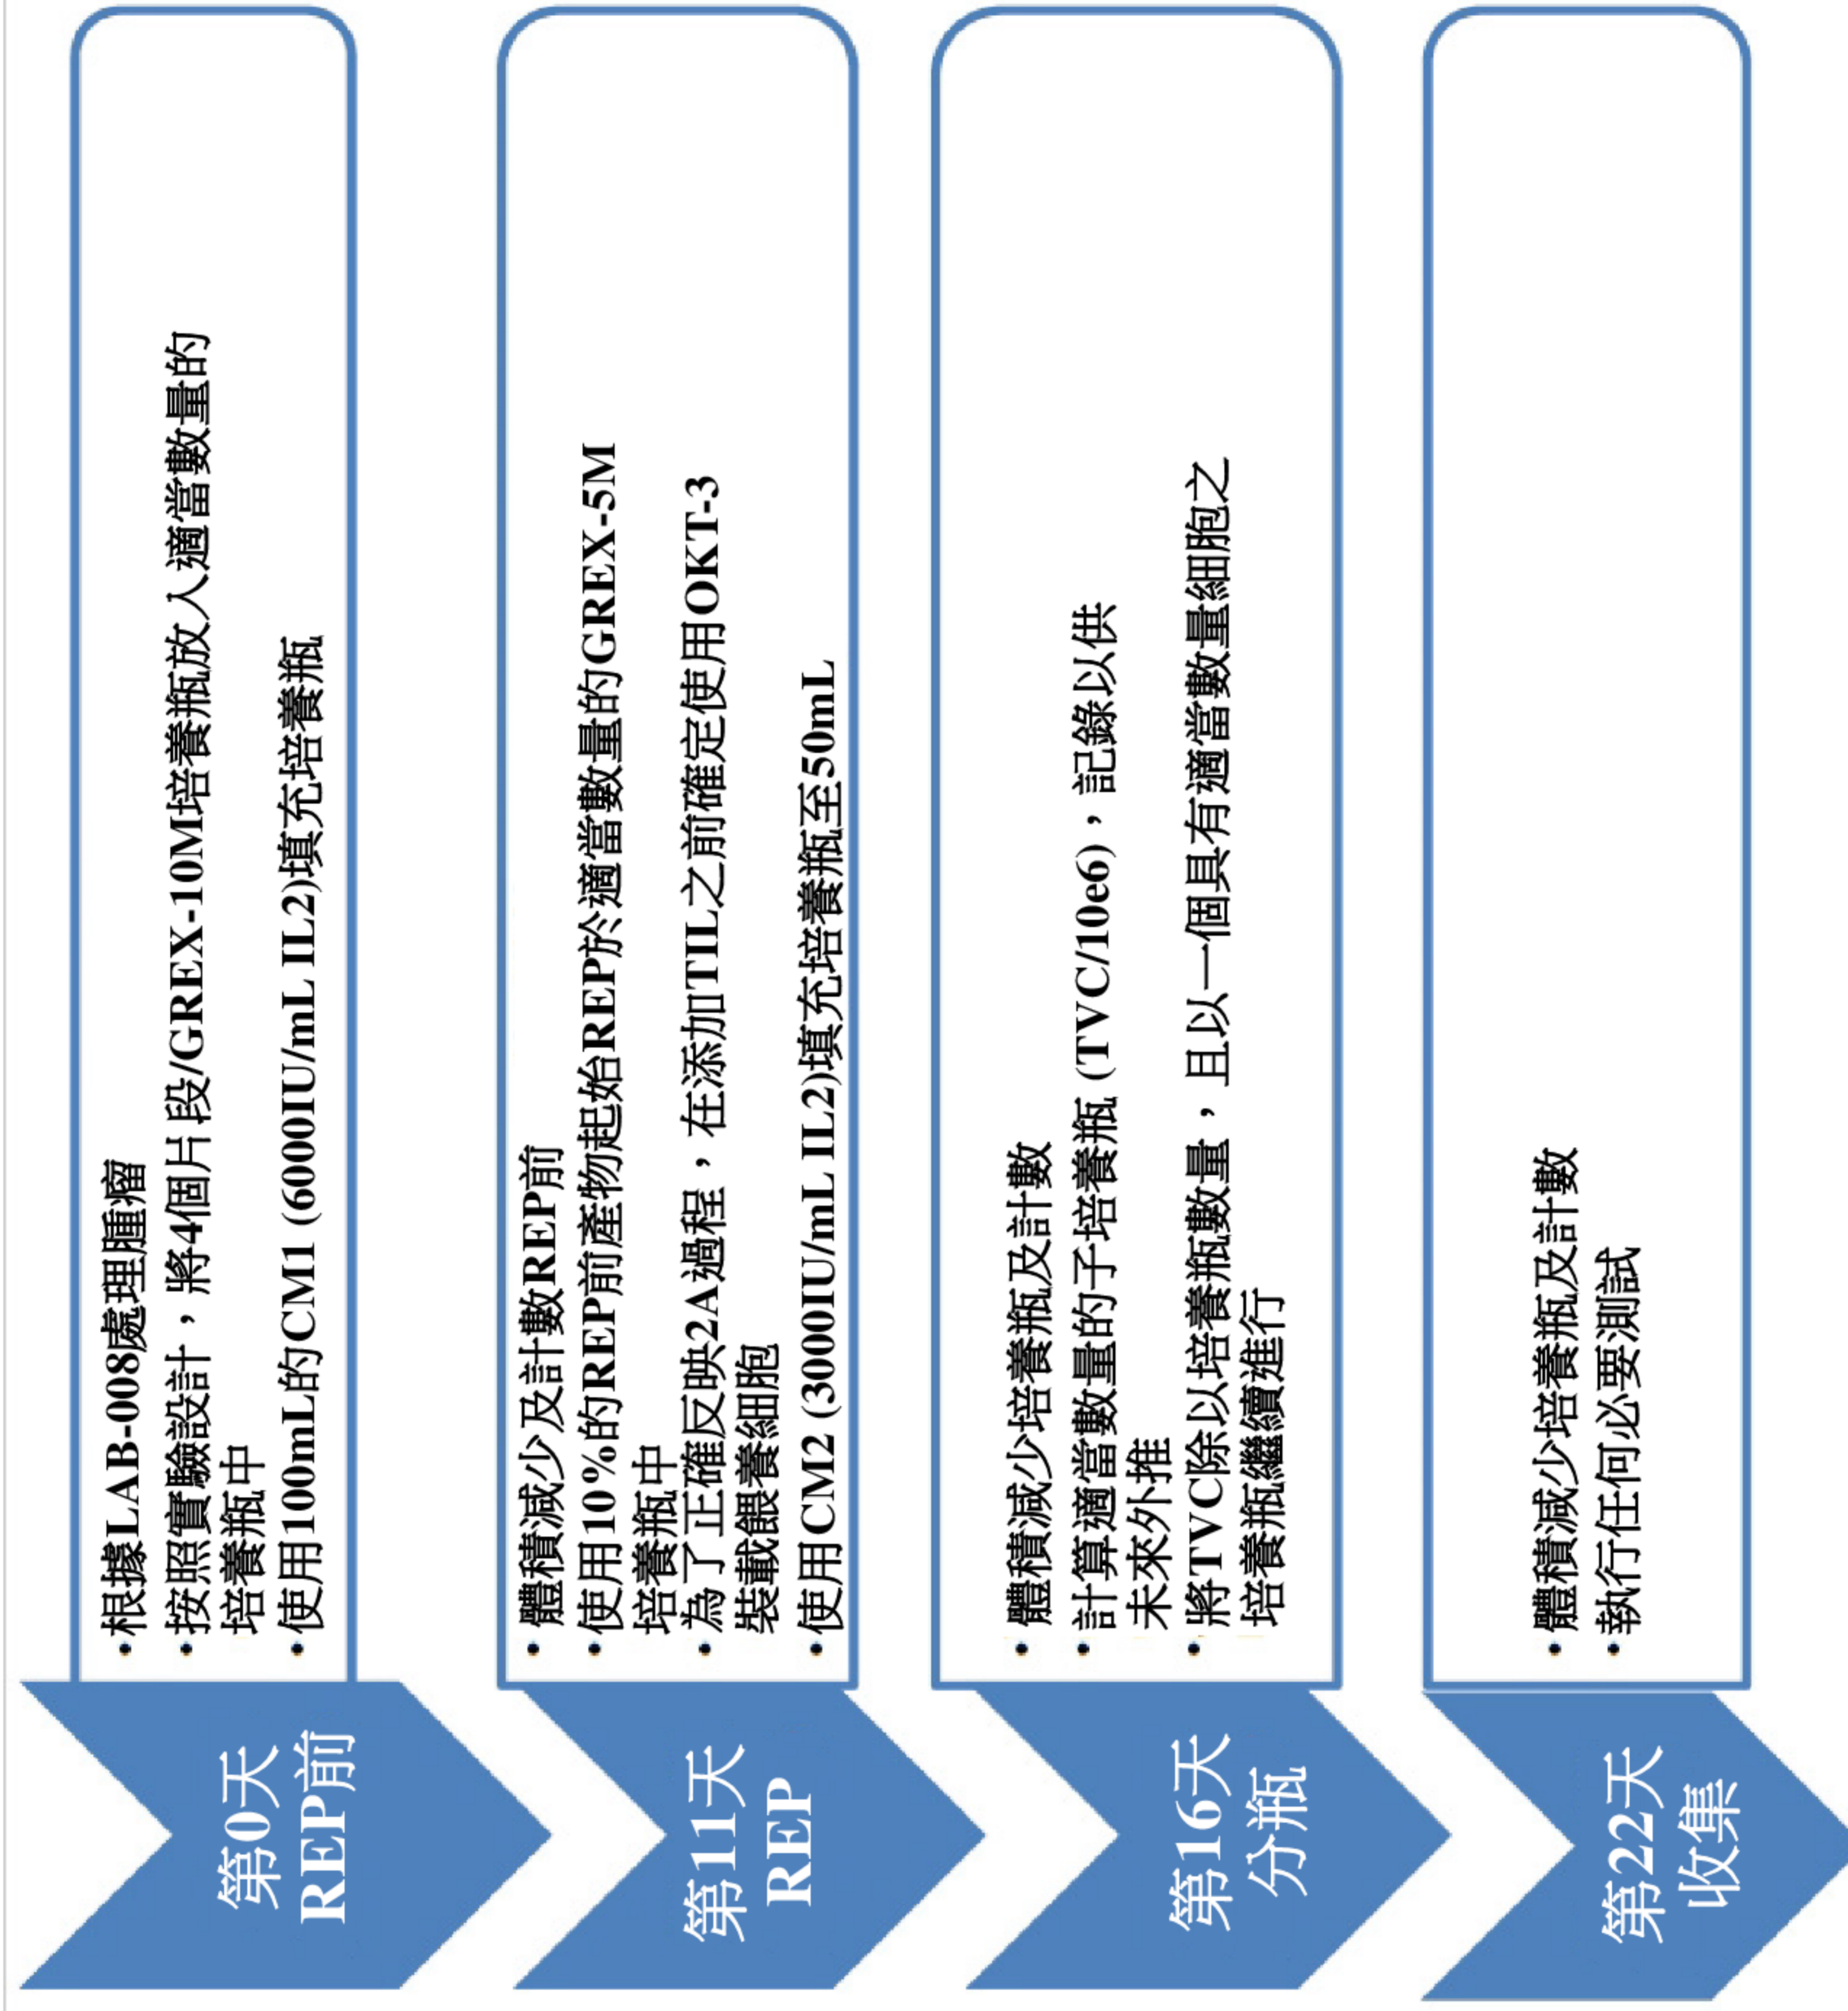 第0天
REP前
• 根據LAB-008處理腫瘤
• 按照實驗設計，將4個片段/GREX-10M培養瓶放入適當數量的
培養瓶中
• 使用100mL的CM1 (6000IU/mL IL2)填充培養瓶
第11天
REP
• 體積減少及計數REP前
• 使用10%的REP前產物起始REP於適當數量的GREX-5M
培養瓶中
• 為了正確反映2A過程，在添加TIL之前確定使用OKT-3
裝載餵養細胞
• 使用CM2 (3000IU/mL IL2)填充培養瓶至50mL
第16天
分瓶
• 體積減少培養瓶及計數
• 計算適當數量的子培養瓶 (TVC/10e6)，記錄以供
未來外推
• 將TVC除以培養瓶數量，且以一個具有適當數量細胞之
培養瓶繼續進行
第22天
收集
• 體積減少培養瓶及計數
• 執行任何必要測試